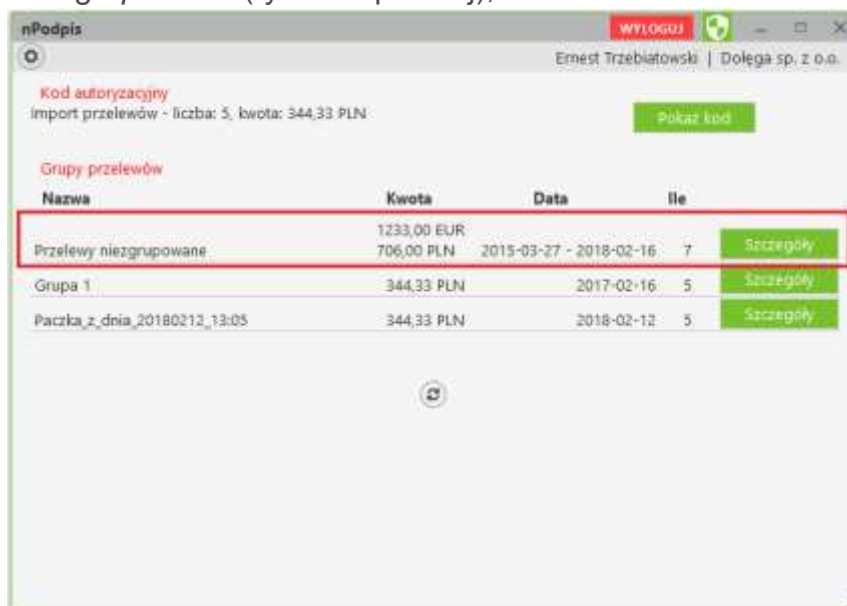 nPodpis WYLOGUJ
Ernest Trzebiatowski | Dolęga sp. z o.o.
Kod autoryzacyjny
Import przelewów - liczba: 5, kwota: 344,33 PLN Pokaż kod
Grupy przelewów
Nazwa Kwota Data Ile
1233,00 EUR
Przelewy niezgrupowane 706,00 PLN 2015-03-27 - 2018-02-16 7 Szczegóły
Grupa 1 344,33 PLN 2017-02-16 5 Szczegóły
Paczka_z_dnia_20180212_13:05 344,33 PLN 2018-02-12 5 Szczegóły